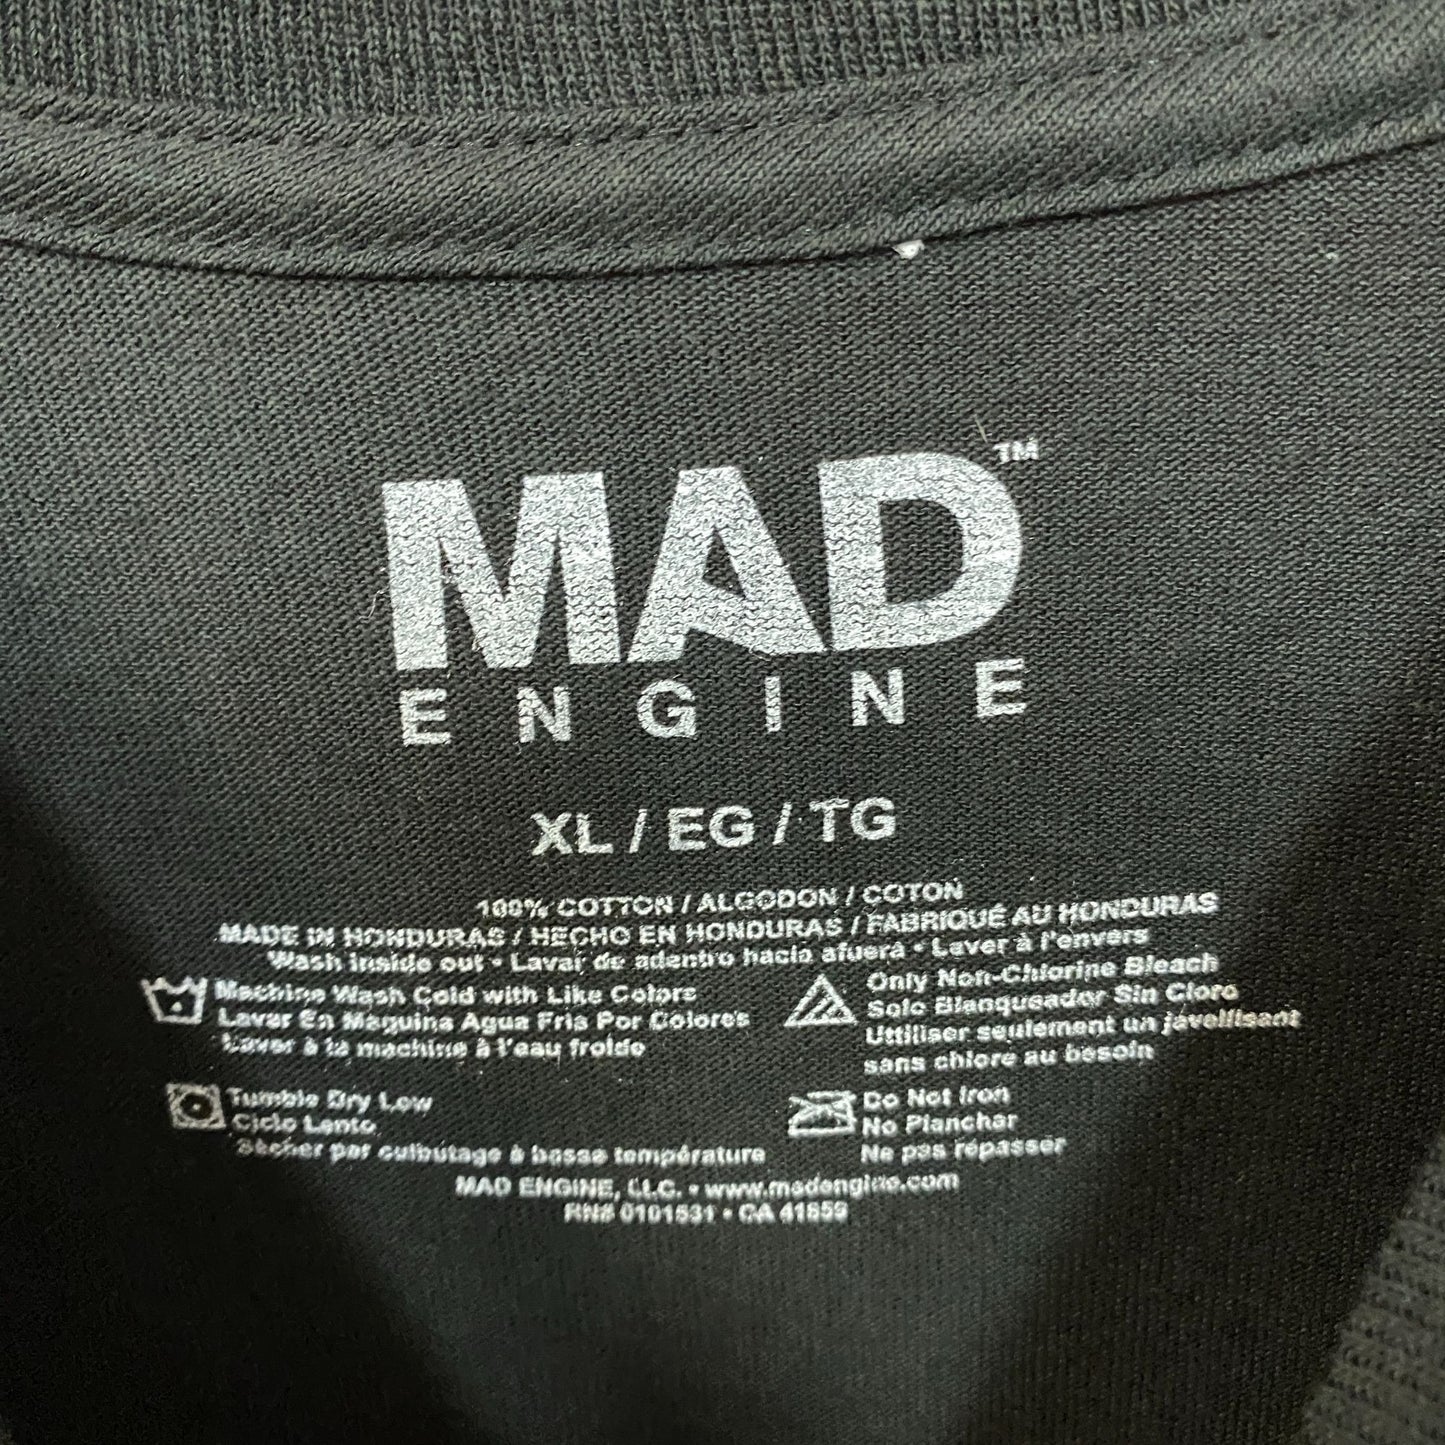 MAD™
ENGINE
XL / EG / TG
100% COTTON / ALGODON / COTON
MADE IN HONDURAS / HECHO EN HONDURAS / FABRIQUÉ AU HONDURAS
Wash inside out • Lavar de adentro hacia afuera • Laver à l'envers
Machine Wash Cold with Like Colors
Lavar En Maquina Agua Fria Por Colores
Laver à la machine à l'eau froide
Only Non-Chlorine Bleach
Solo Blanqueador Sin Cloro
Utiliser seulement un javellisant
sans chlore au besoin
Tumble Dry Low
Ciclo Lento
Sècher par culbutage à basse température
Do Not Iron
No Planchar
Ne pas repasser
MAD ENGINE, LLC. • www.madengine.com
RN# 0101831 • CA 41859